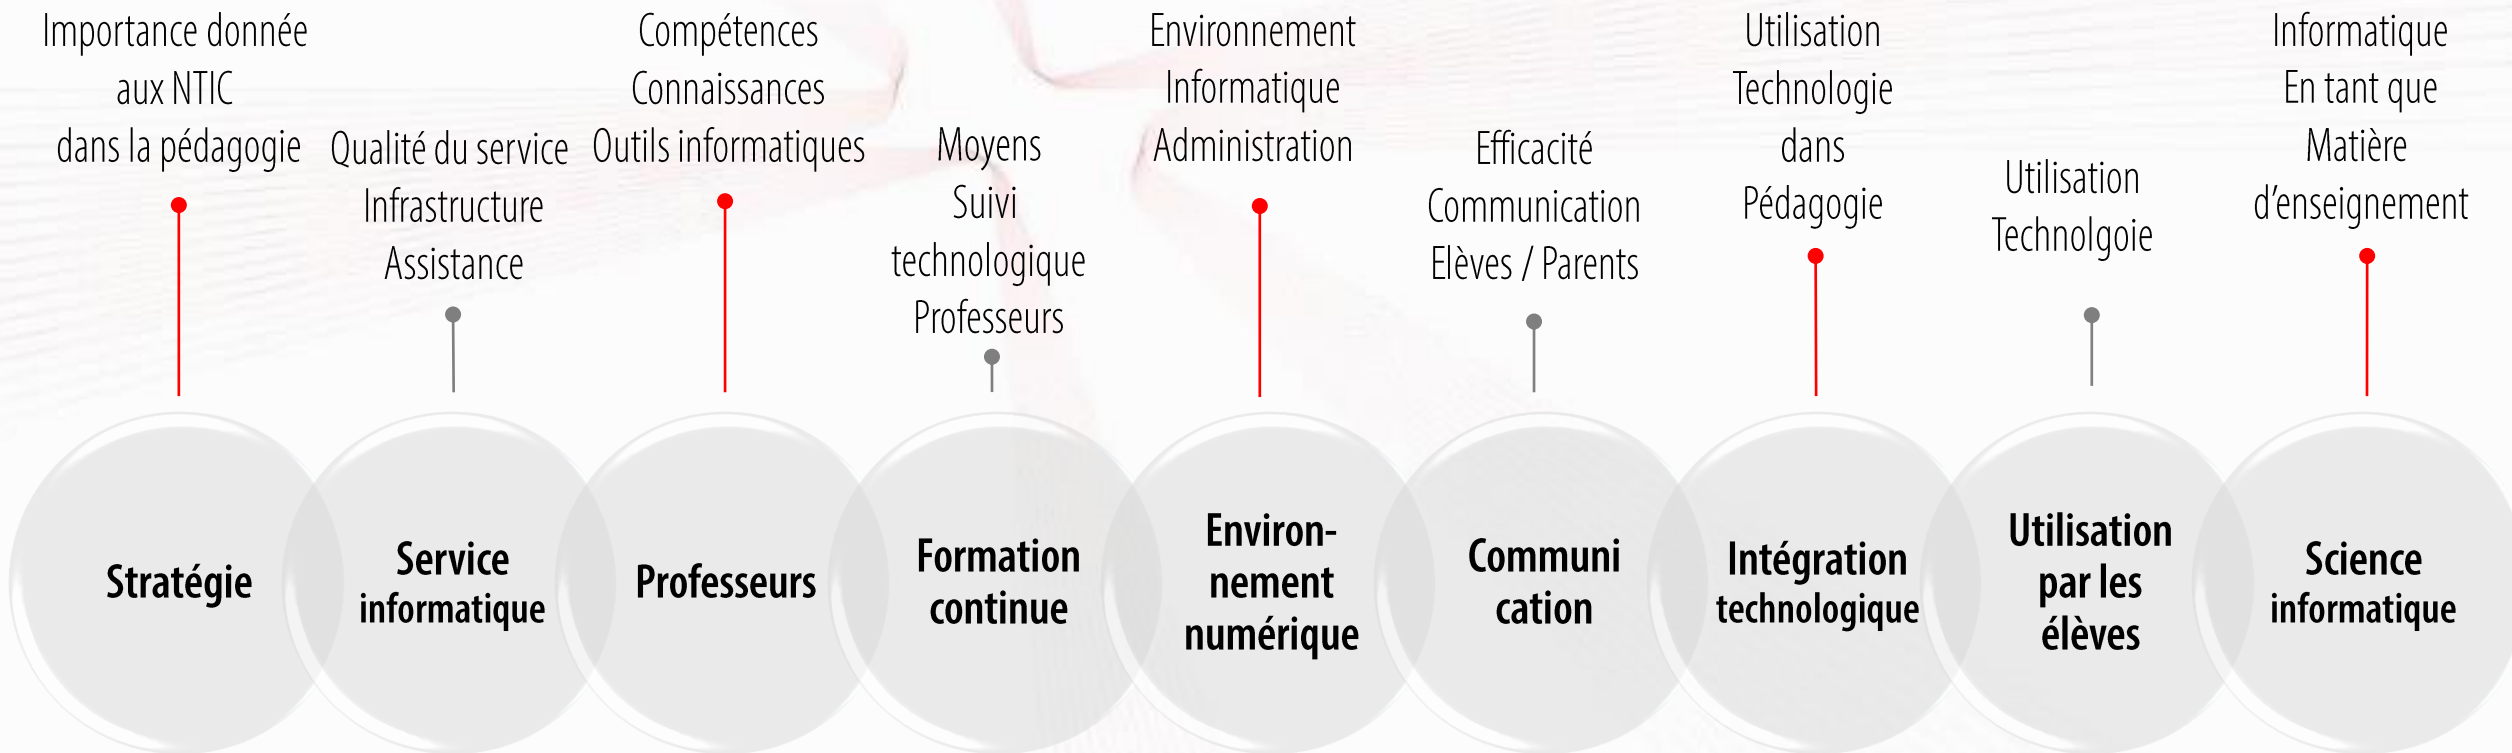 Importance donnée
aux NTIC
dans la pédagogie
Qualité du service
Infrastructure
Assistance
Compétences
Connaissances
Outils informatiques
Moyens
Suivi
technologique
Professeurs
Environnement
Informatique
Administration
Efficacité
Communication
Elèves / Parents
Utilisation
Technologie
dans
Pédagogie
Utilisation
Technolgoie
Informatique
En tant que
Matière
d’enseignement
Stratégie
Service
informatique
Professeurs
Formation
continue
Environ-
nement
numérique
Communi
cation
Intégration
technologique
Utilisation
par les
élèves
Science
informatique